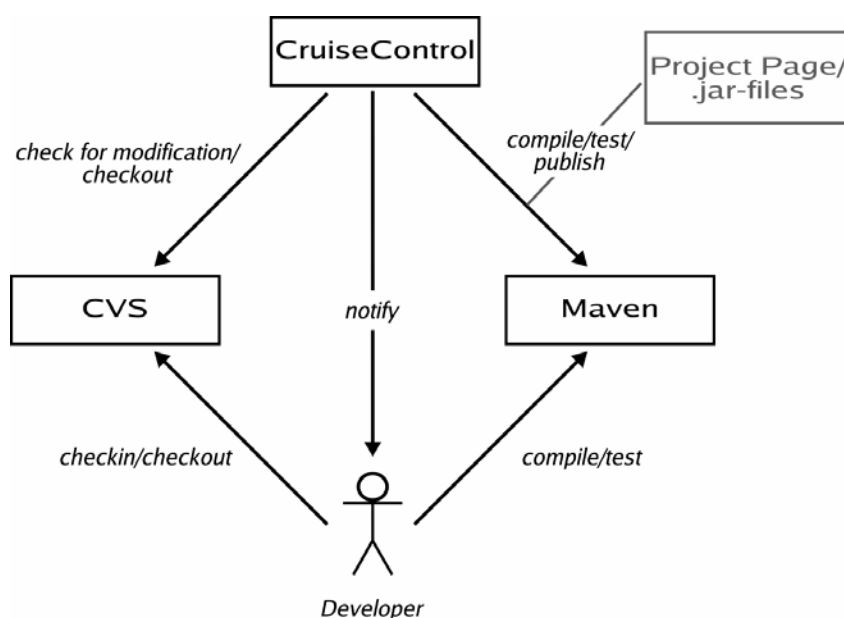 CruiseControl
Project Page/
.jar-files
check for modification/
checkout
compile/test/
publish
CVS
notify
Maven
checkin/checkout
compile/test
Developer